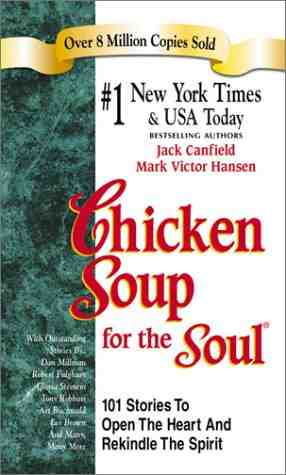 Over 8 Million Copies Sold
#1 New York Times
& USA Today
BESTSELLING AUTHORS
Jack Canfield
Mark Victor Hansen
Chicken
Soup
for the Soul®
With Outstanding
Stories By:
Dan Millman
Robert Fulghum
Gloria Steinem
Tony Robbins
Art Buchwald
Les Brown
And Many,
Many More
101 Stories To
Open The Heart And
Rekindle The Spirit